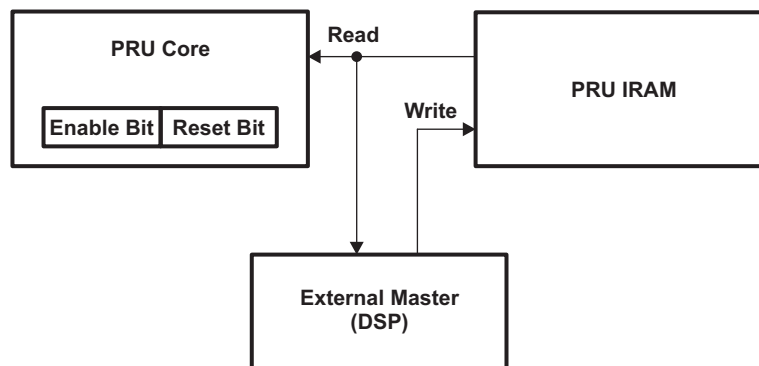 Read
PRU Core
PRU IRAM
Write
Enable Bit
Reset Bit
External Master
(DSP)